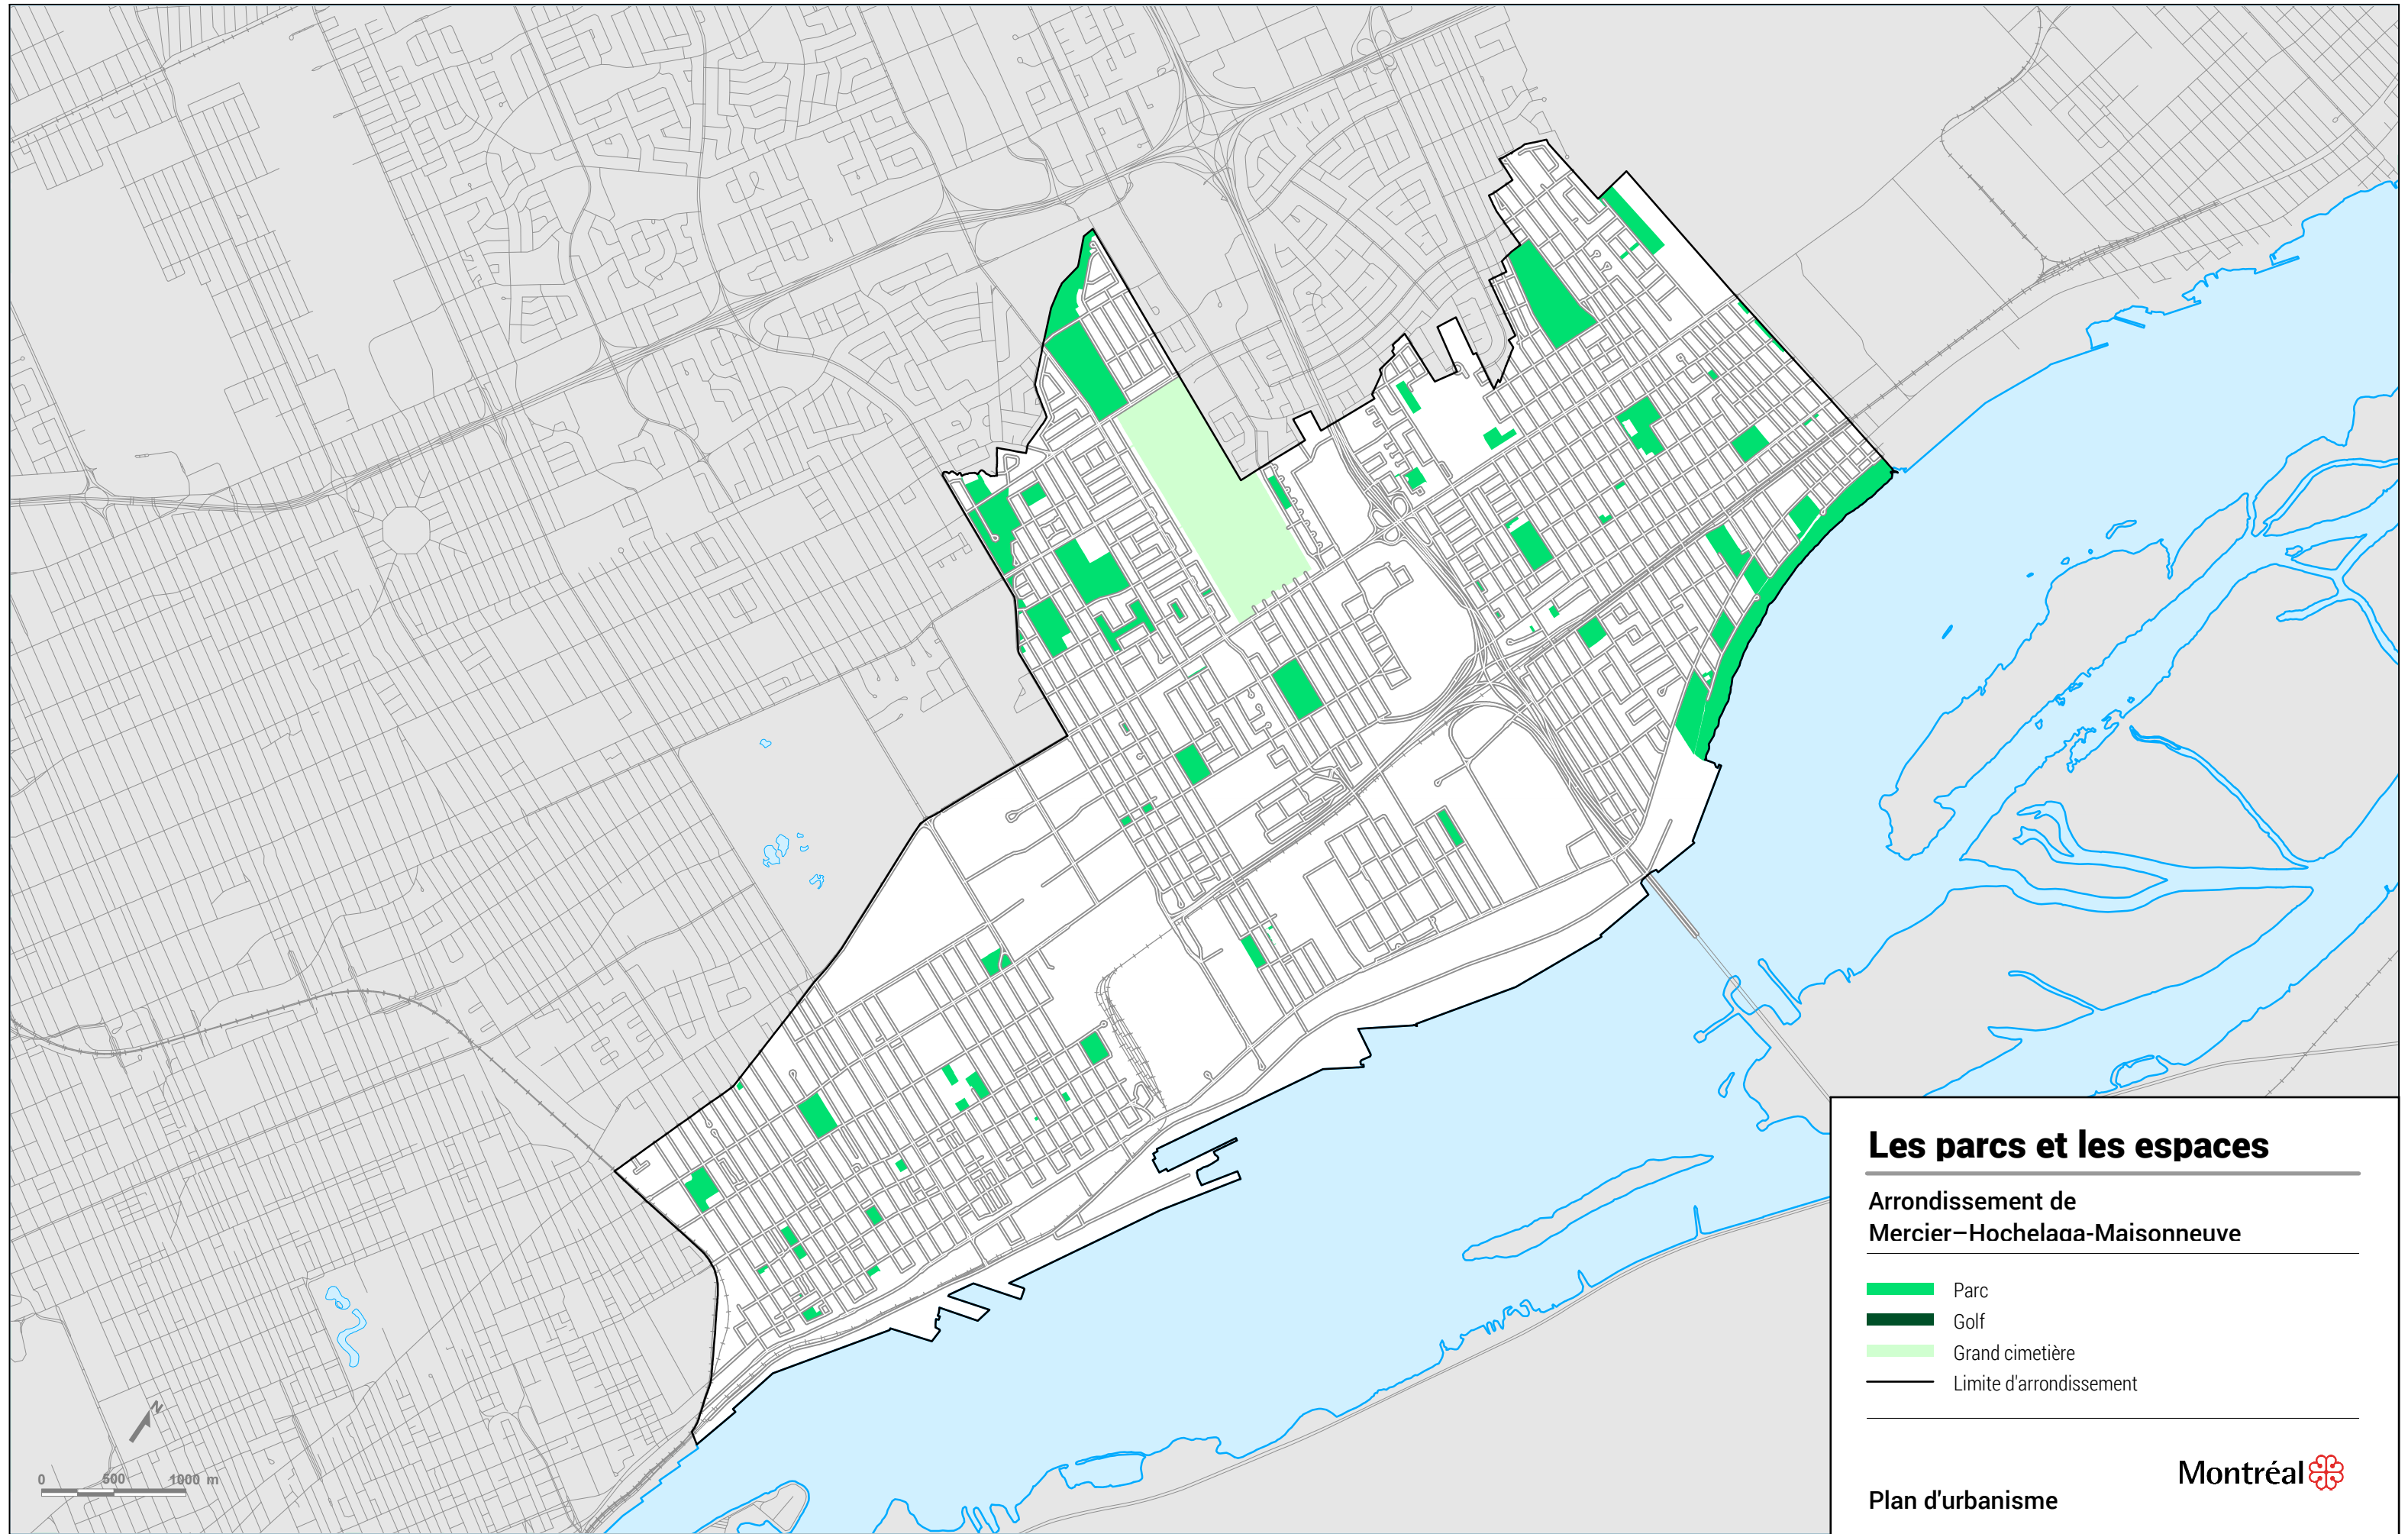 Les parcs et les espaces
Arrondissement de
Mercier–Hochelaga-Maisonneuve
Parc
Golf
Grand cimetière
Limite d'arrondissement
Montréal
Plan d'urbanisme
N
0 500 1000 m